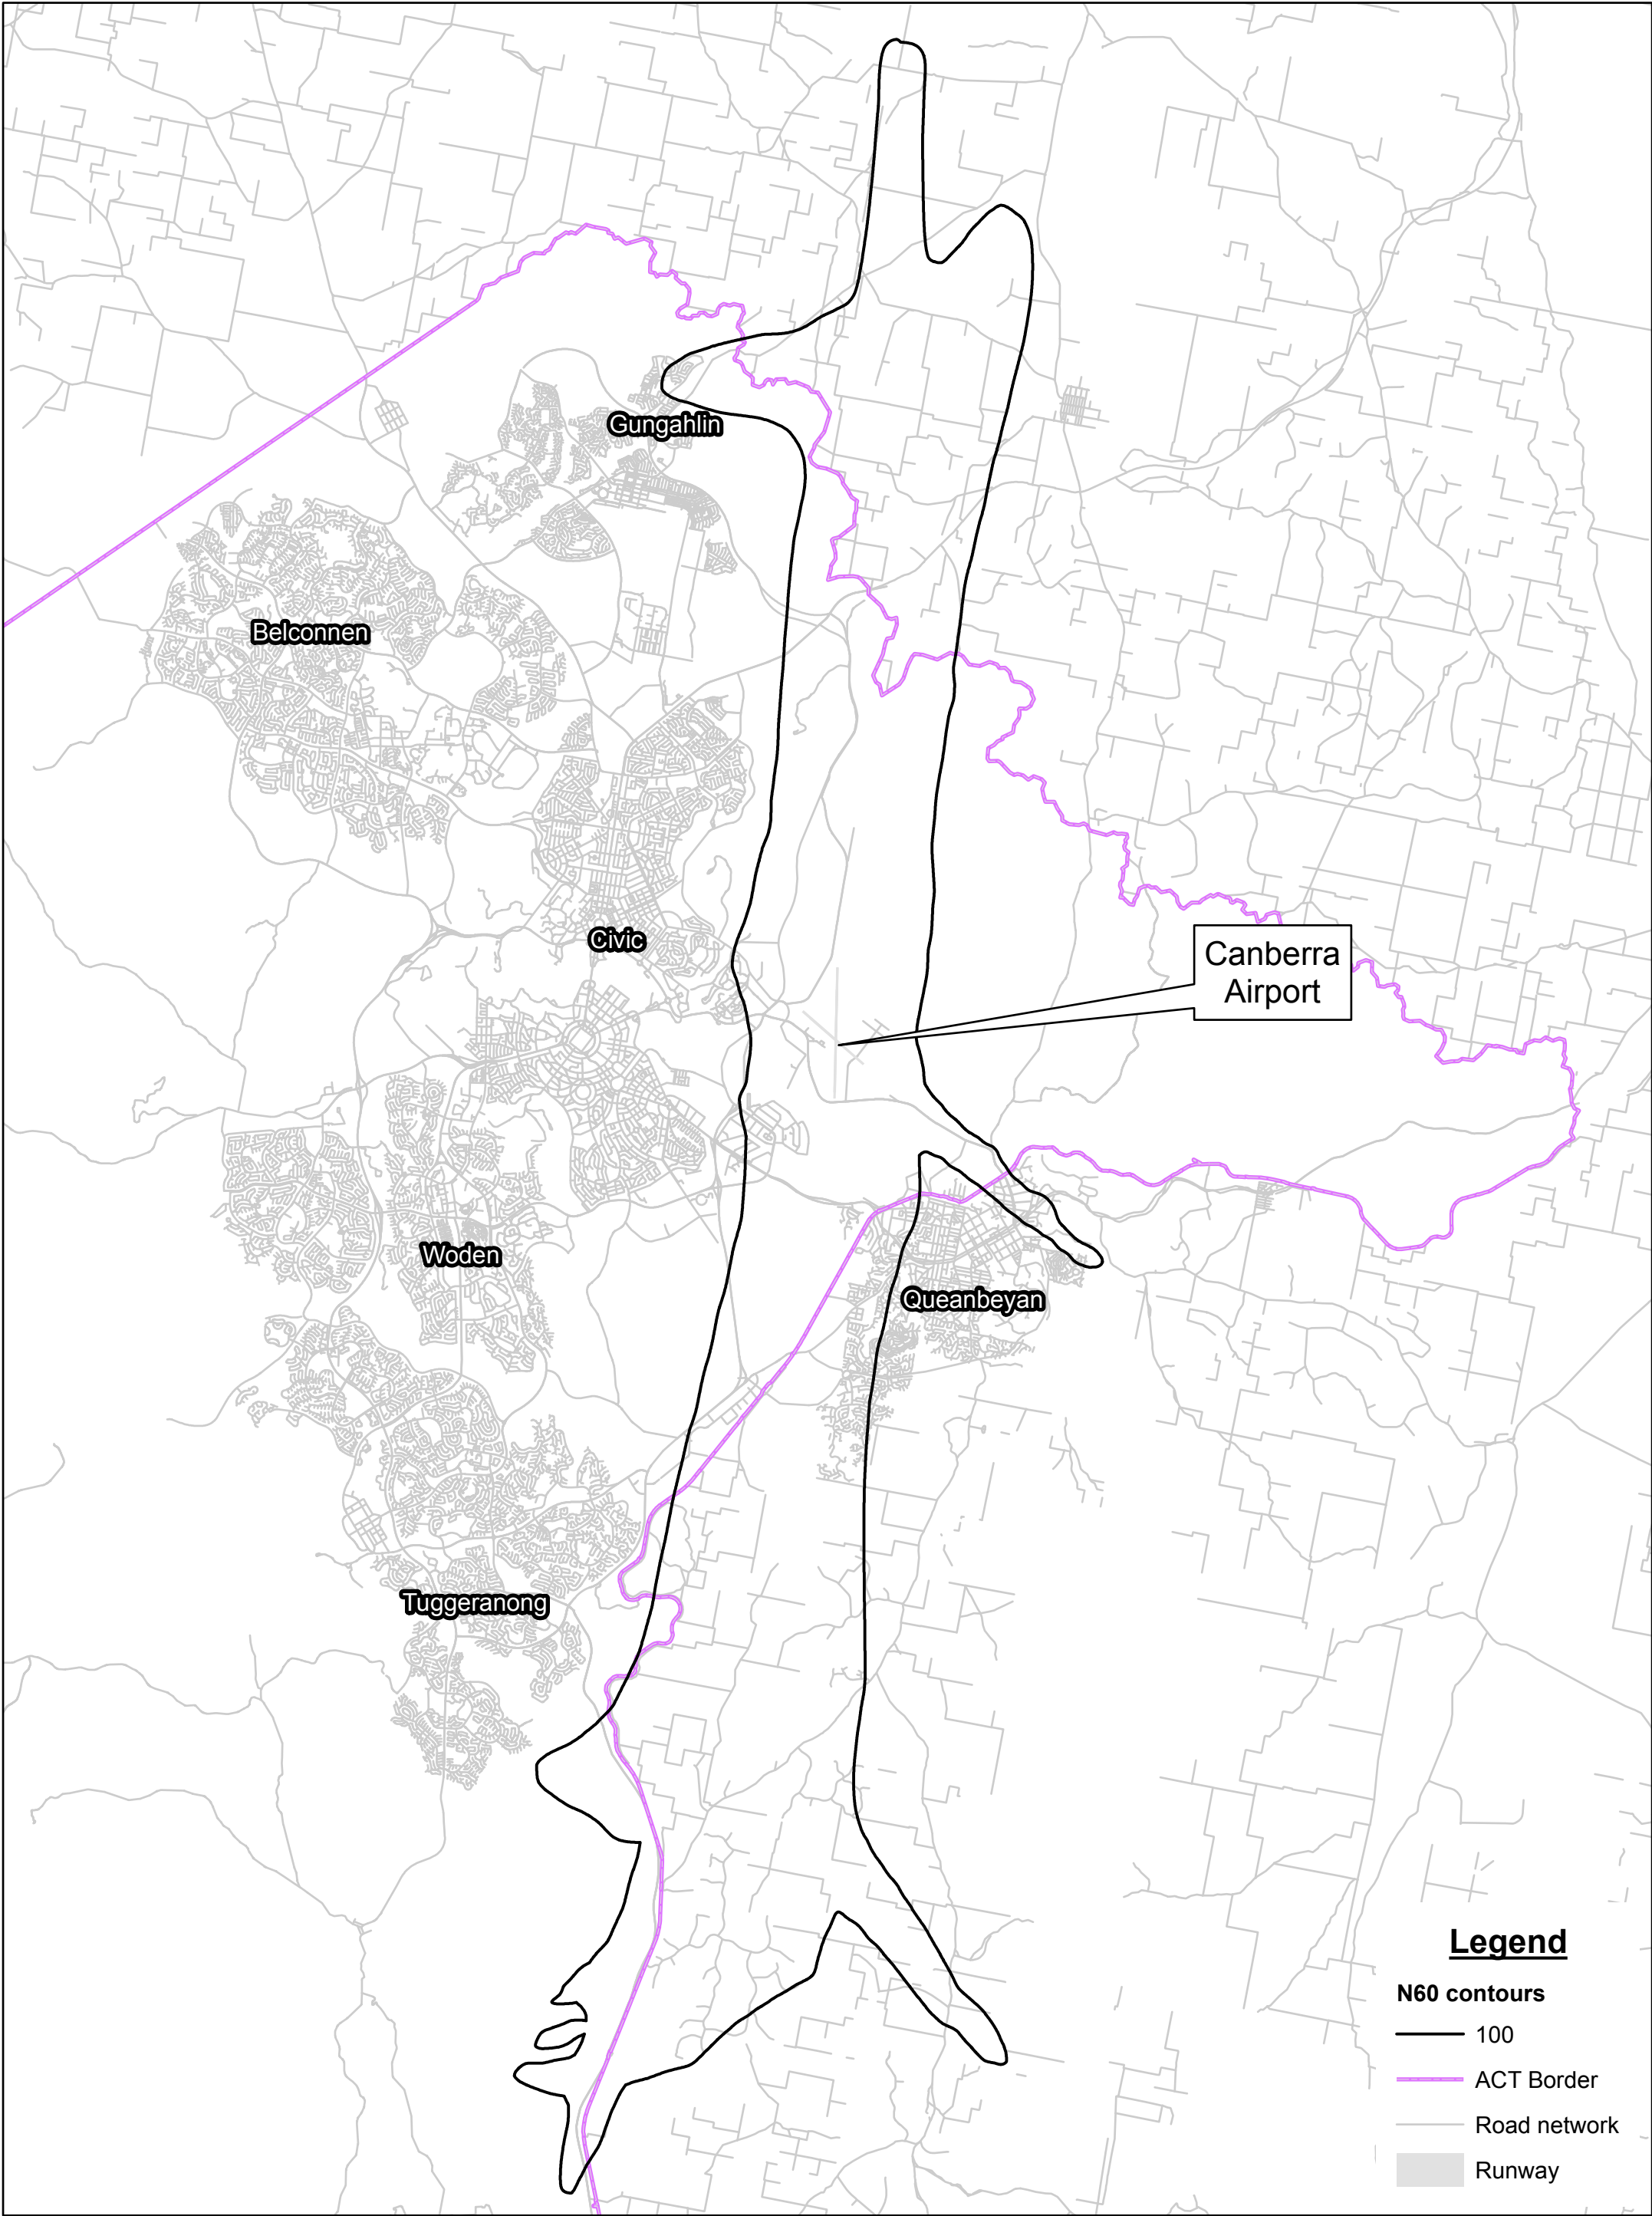 Gungahlin
Belconnen
Civic
Canberra
Airport
Woden
Queanbeyan
Tuggeranong
Legend
N60 contours
100
ACT Border
Road network
Runway